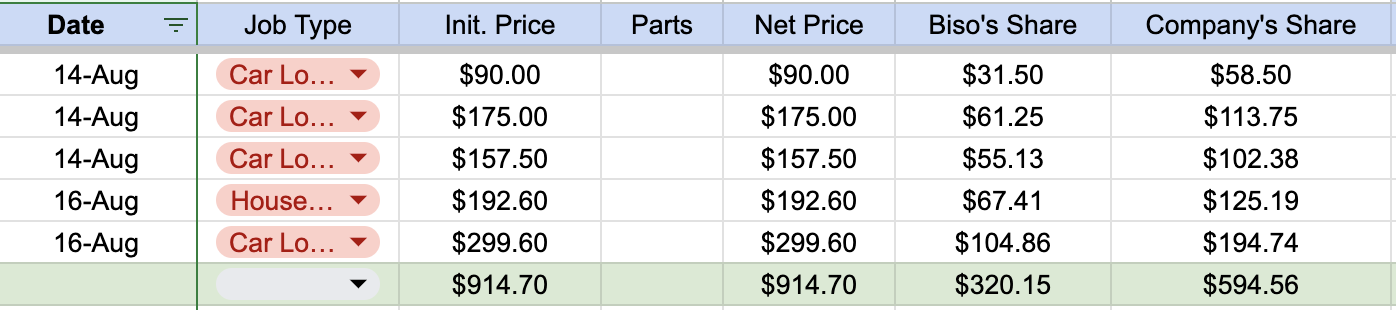 Date Job Type Init. Price Parts Net Price Biso's Share Company's Share
14-Aug Car Lo... $90.00 $90.00 $31.50 $58.50
14-Aug Car Lo... $175.00 $175.00 $61.25 $113.75
14-Aug Car Lo... $157.50 $157.50 $55.13 $102.38
16-Aug House... $192.60 $192.60 $67.41 $125.19
16-Aug Car Lo... $299.60 $299.60 $104.86 $194.74
$914.70 $914.70 $320.15 $594.56